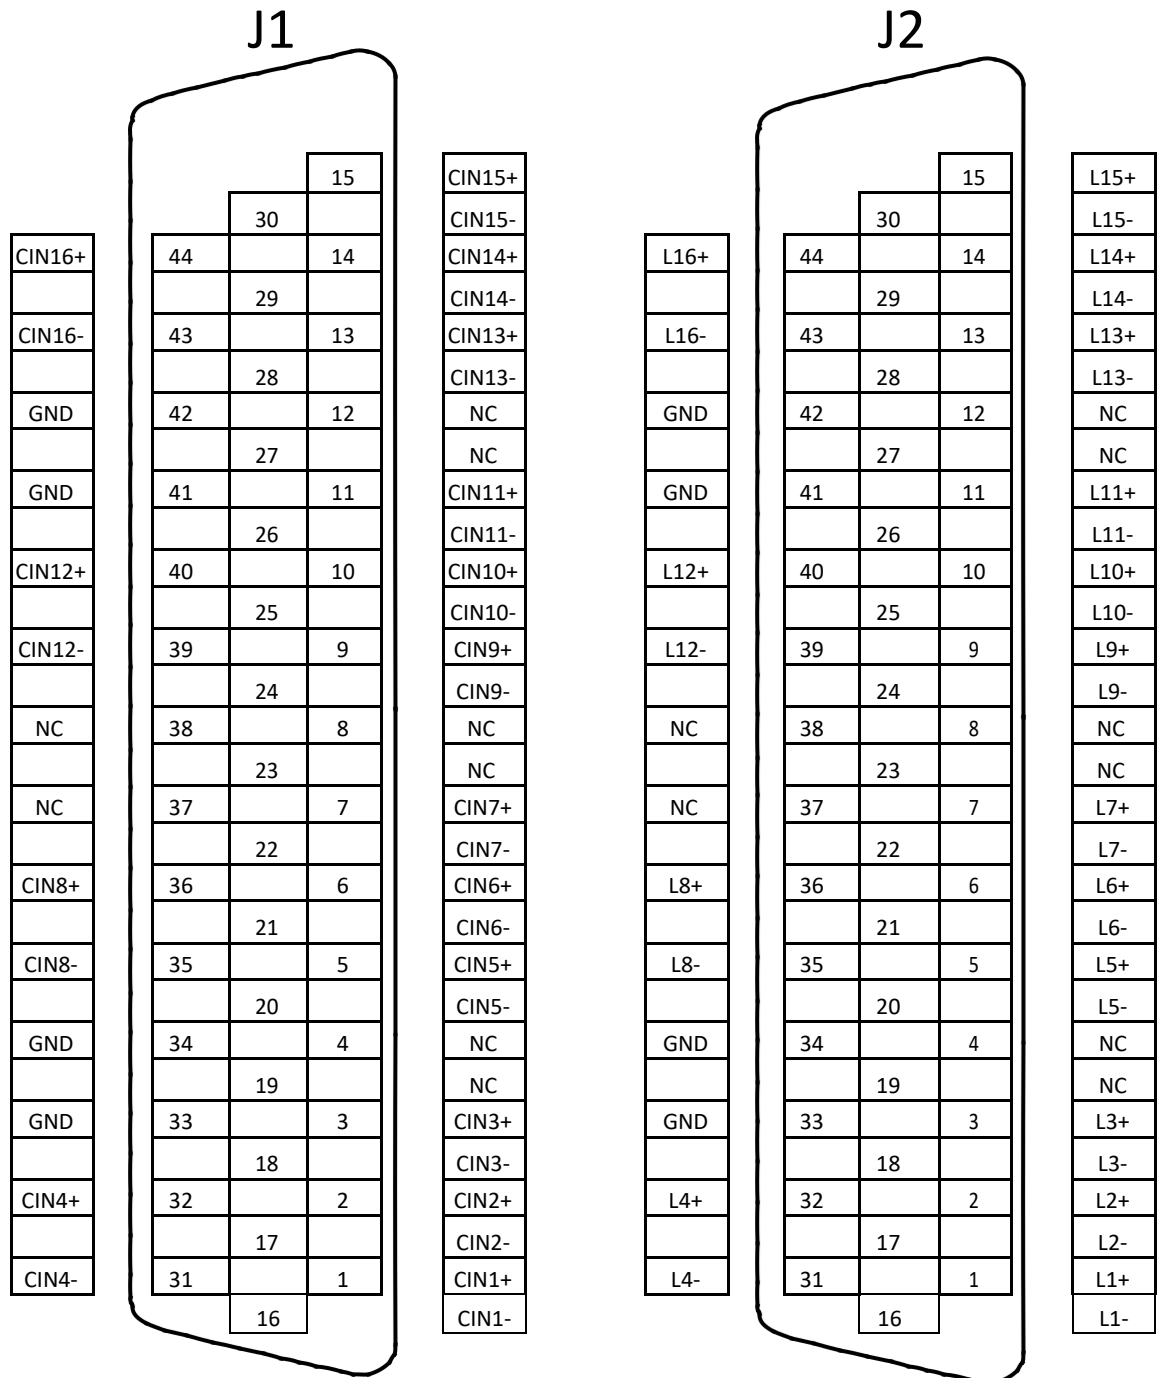 J1 J2
15 CIN15+ 15 L15+
30 CIN15- 30 L15-
CIN16+ 44 14 CIN14+ L16+ 44 14 L14+
29 CIN14- 29 L14-
CIN16- 43 13 CIN13+ L16- 43 13 L13+
28 CIN13- 28 L13-
GND 42 12 NC GND 42 12 NC
27 NC 27 NC
GND 41 11 CIN11+ GND 41 11 L11+
26 CIN11- 26 L11-
CIN12+ 40 10 CIN10+ L12+ 40 10 L10+
25 CIN10- 25 L10-
CIN12- 39 9 CIN9+ L12- 39 9 L9+
24 CIN9- 24 L9-
NC 38 8 NC NC 38 8 NC
23 NC 23 NC
NC 37 7 CIN7+ NC 37 7 L7+
22 CIN7- 22 L7-
CIN8+ 36 6 CIN6+ L8+ 36 6 L6+
21 CIN6- 21 L6-
CIN8- 35 5 CIN5+ L8- 35 5 L5+
20 CIN5- 20 L5-
GND 34 4 NC GND 34 4 NC
19 NC 19 NC
GND 33 3 CIN3+ GND 33 3 L3+
18 CIN3- 18 L3-
CIN4+ 32 2 CIN2+ L4+ 32 2 L2+
17 CIN2- 17 L2-
CIN4- 31 1 CIN1+ L4- 31 1 L1+
16 CIN1- 16 L1-